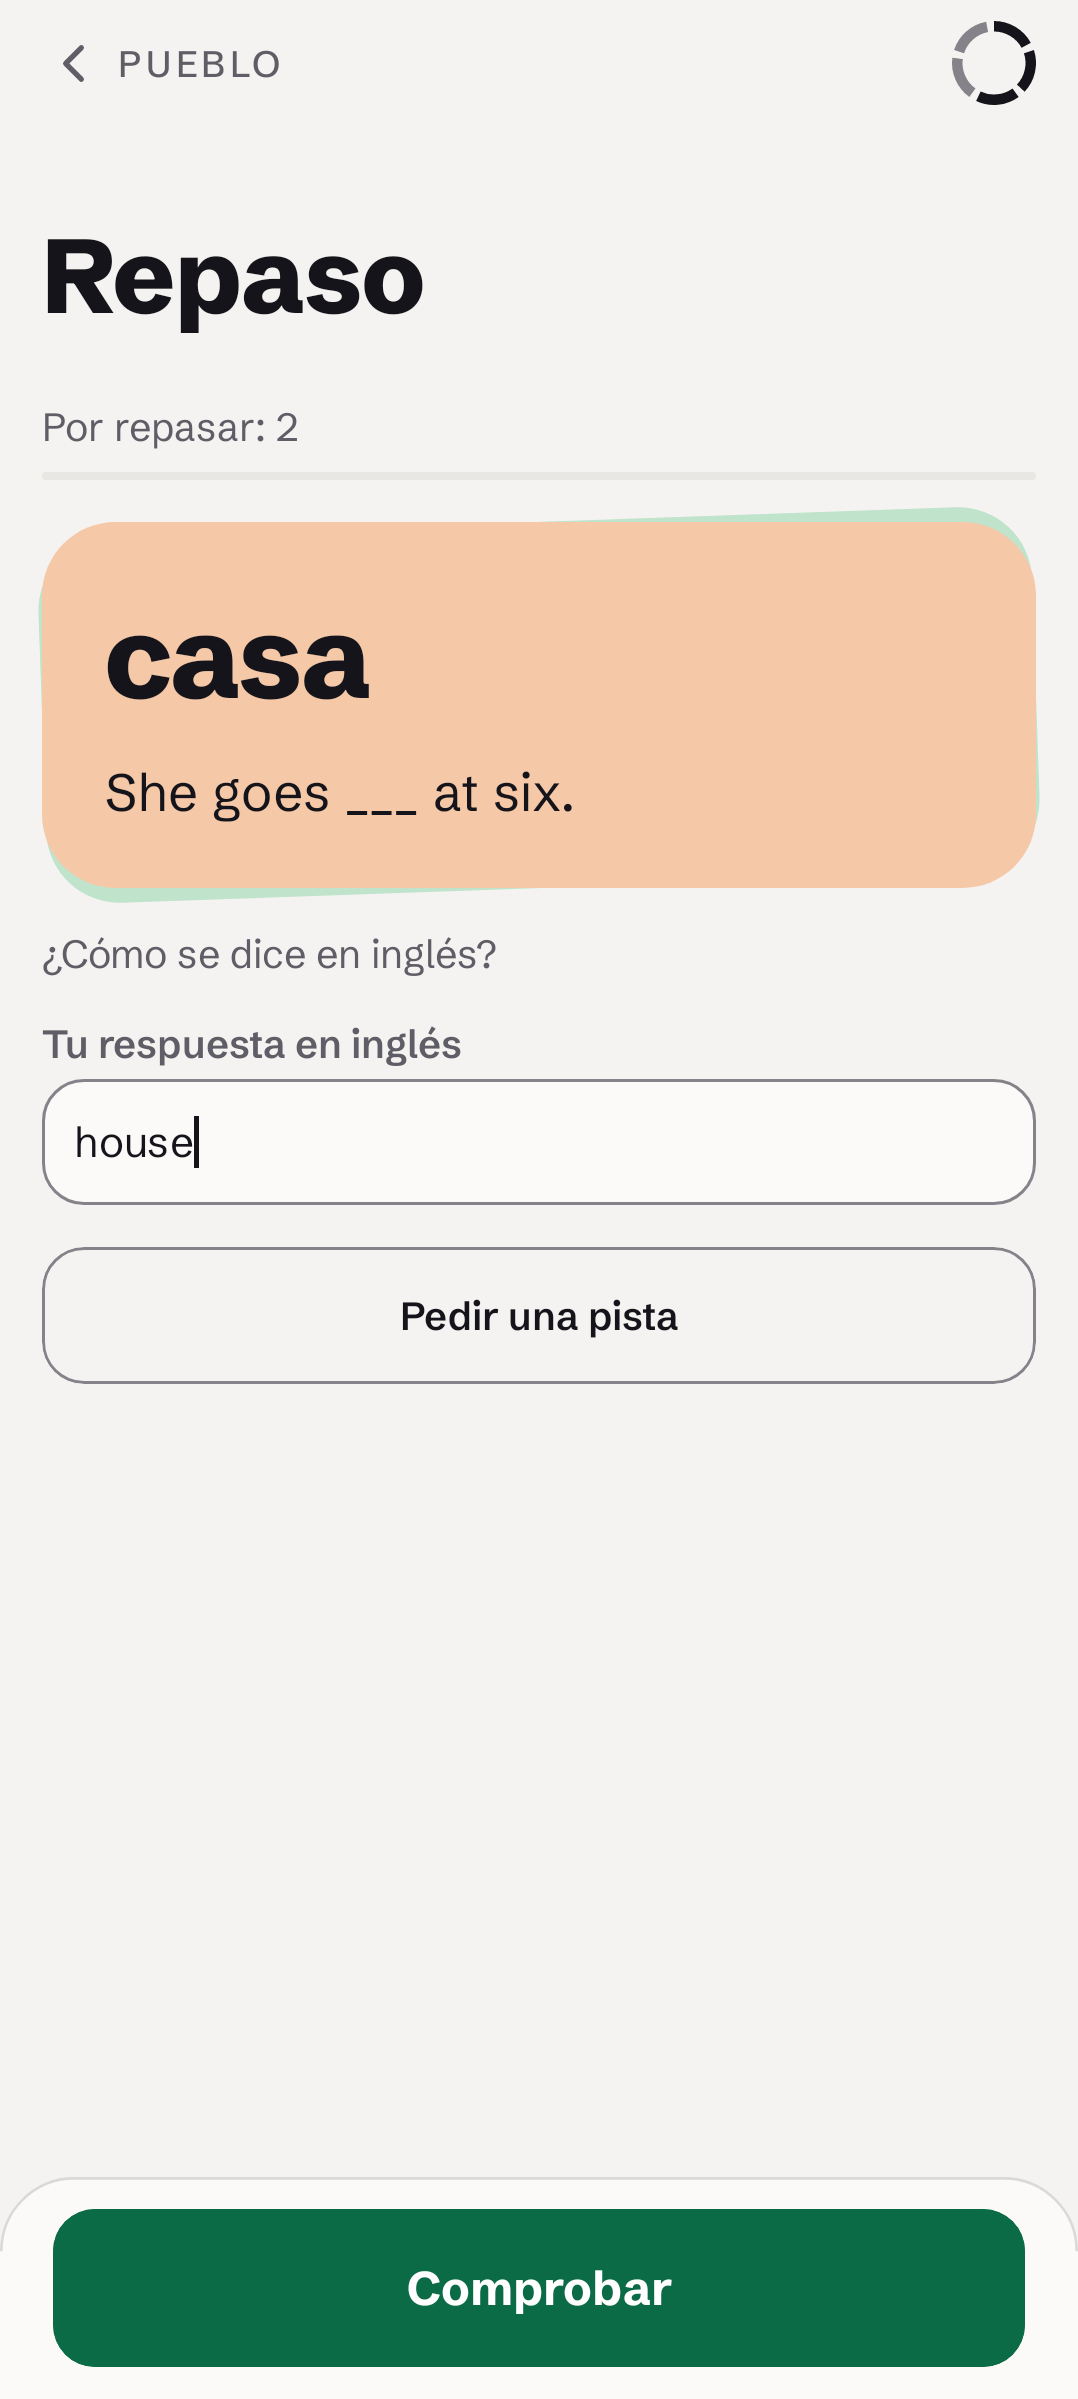 PUEBLO
Repaso
Por repasar: 2
casa
She goes ___ at six.
¿Cómo se dice en inglés?
Tu respuesta en inglés
house
Pedir una pista
Comprobar